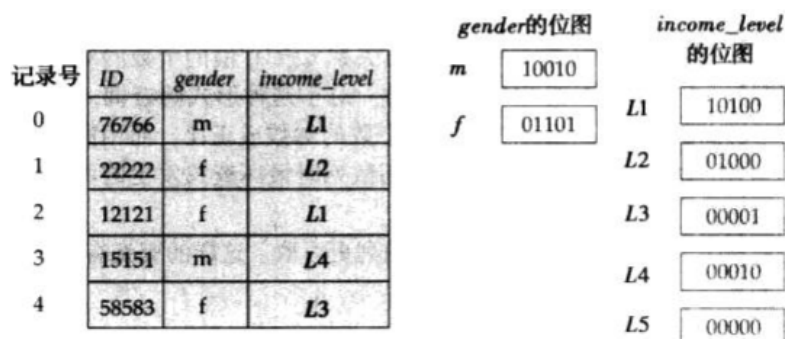 记录号 ID gender income_level
0 76766 m L1
1 22222 f L2
2 12121 f L1
3 15151 m L4
4 58583 f L3
gender的位图
m 10010
f 01101
income_level
的位图
L1 10100
L2 01000
L3 00001
L4 00010
L5 00000